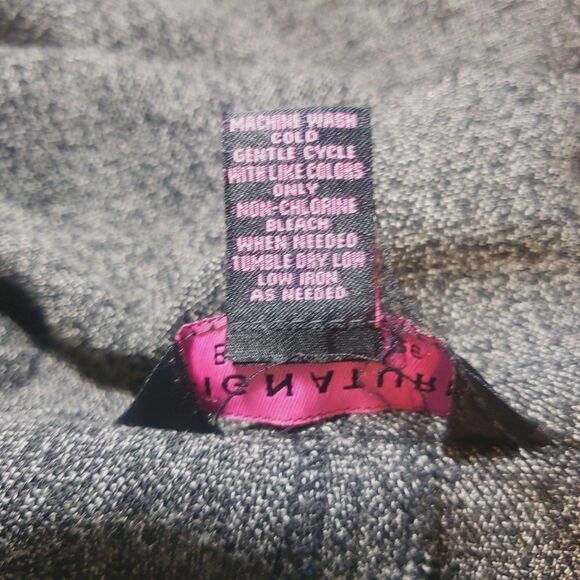 MACHINE WASH
COLD
GENTLE CYCLE
WITH LIKE COLORS
ONLY
NON-CHLORINE
BLEACH
WHEN NEEDED
TUMBLE DRY LOW
LOW IRON
AS NEEDED
IGNATUR